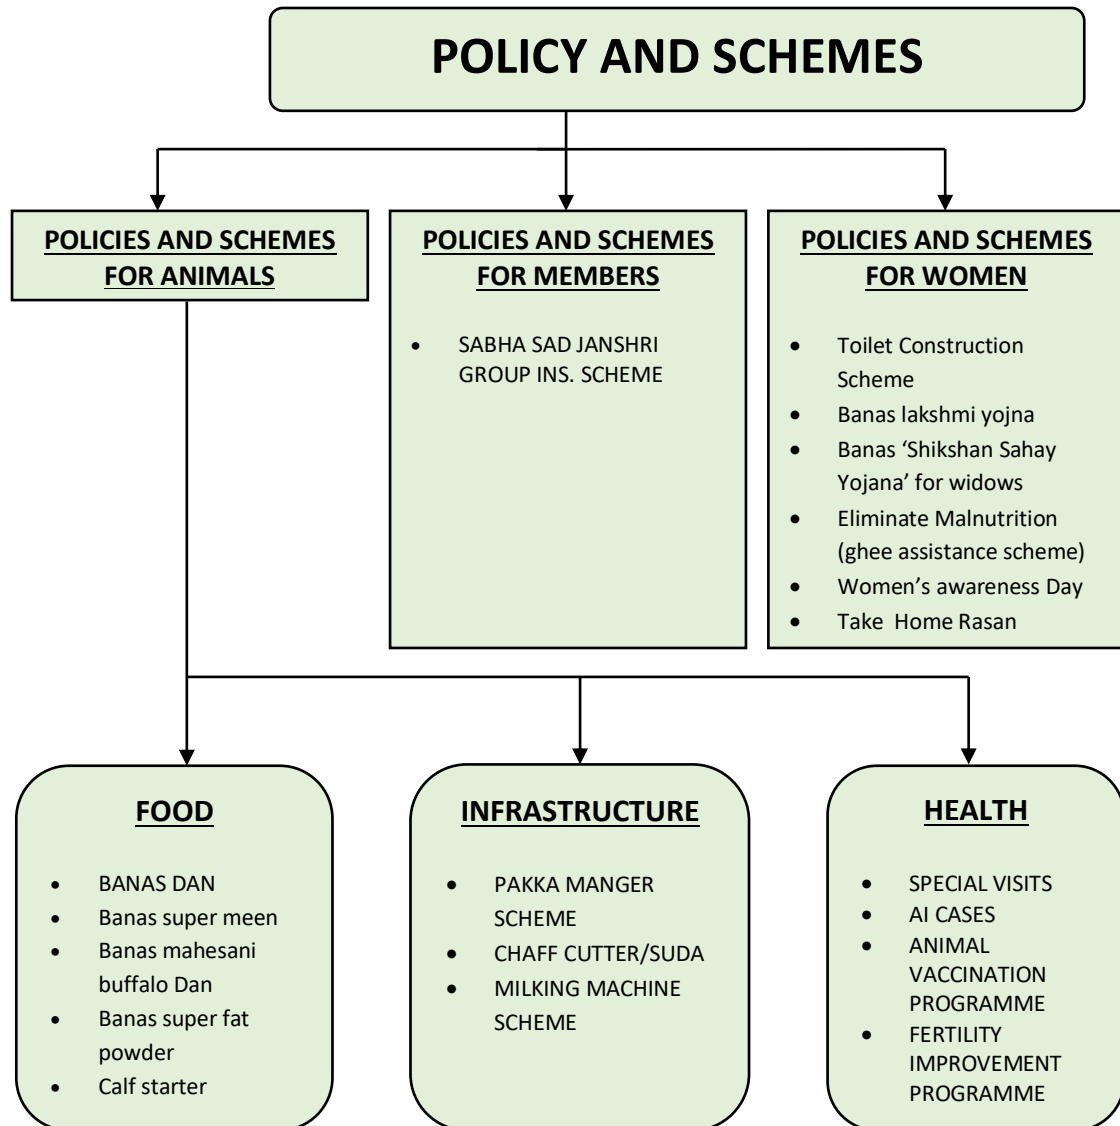 POLICY AND SCHEMES
POLICIES AND SCHEMES
FOR ANIMALS
POLICIES AND SCHEMES
FOR MEMBERS
• SABHA SAD JANSHRI
GROUP INS. SCHEME
POLICIES AND SCHEMES
FOR WOMEN
• Toilet Construction
Scheme
• Banas lakshmi yojna
• Banas ‘Shikshan Sahay
Yojana’ for widows
• Eliminate Malnutrition
(ghee assistance scheme)
• Women’s awareness Day
• Take Home Rasan
FOOD
• BANAS DAN
• Banas super meen
• Banas mahesani
buffalo Dan
• Banas super fat
powder
• Calf starter
INFRASTRUCTURE
• PAKKA MANGER
SCHEME
• CHAFF CUTTER/SUDA
• MILKING MACHINE
SCHEME
HEALTH
• SPECIAL VISITS
• AI CASES
• ANIMAL
VACCINATION
PROGRAMME
• FERTILITY
IMPROVEMENT
PROGRAMME